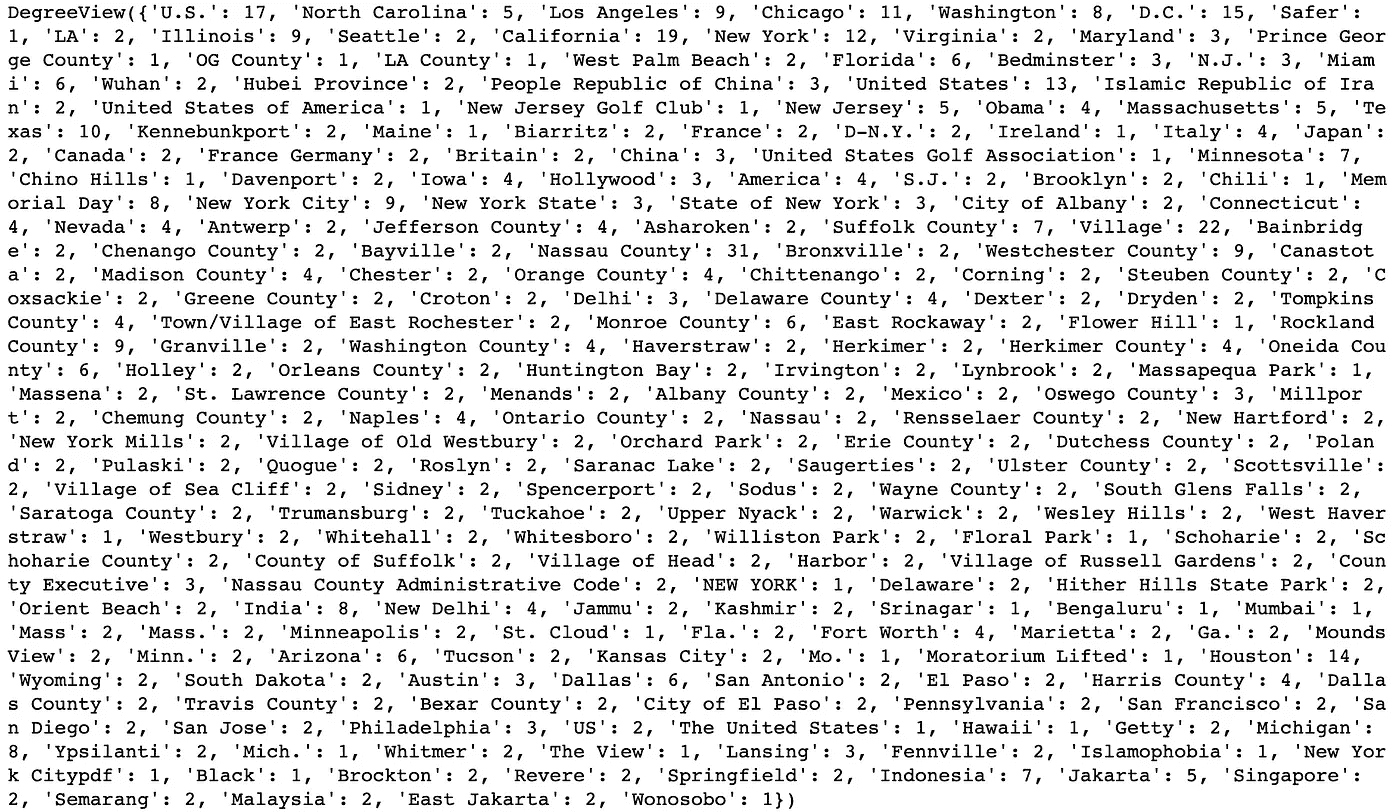 DegreeView({'U.S.': 17, 'North Carolina': 5, 'Los Angeles': 9, 'Chicago': 11, 'Washington': 8, 'D.C.': 15, 'Safer':
1, 'LA': 2, 'Illinois': 9, 'Seattle': 2, 'California': 19, 'New York': 12, 'Virginia': 2, 'Maryland': 3, 'Prince Geor
ge County': 1, 'OG County': 1, 'LA County': 1, 'West Palm Beach': 2, 'Florida': 6, 'Bedminster': 3, 'N.J.': 3, 'Miam
i': 6, 'Wuhan': 2, 'Hubei Province': 2, 'People Republic of China': 3, 'United States': 13, 'Islamic Republic of Ira
n': 2, 'United States of America': 1, 'New Jersey Golf Club': 1, 'New Jersey': 5, 'Obama': 4, 'Massachusetts': 5, 'Te
xas': 10, 'Kennebunkport': 2, 'Maine': 1, 'Biarritz': 2, 'France': 2, 'D-N.Y.': 2, 'Ireland': 1, 'Italy': 4, 'Japan':
2, 'Canada': 2, 'France Germany': 2, 'Britain': 2, 'China': 3, 'United States Golf Association': 1, 'Minnesota': 7,
'Chino Hills': 1, 'Davenport': 2, 'Iowa': 4, 'Hollywood': 3, 'America': 4, 'S.J.': 2, 'Brooklyn': 2, 'Chili': 1, 'Mem
orial Day': 8, 'New York City': 9, 'New York State': 3, 'State of New York': 3, 'City of Albany': 2, 'Connecticut':
4, 'Nevada': 4, 'Antwerp': 2, 'Jefferson County': 4, 'Asharoken': 2, 'Suffolk County': 7, 'Village': 22, 'Bainbridg
e': 2, 'Chenango County': 2, 'Bayville': 2, 'Nassau County': 31, 'Bronxville': 2, 'Westchester County': 9, 'Canastot
a': 2, 'Madison County': 4, 'Chester': 2, 'Orange County': 4, 'Chittenango': 2, 'Corning': 2, 'Steuben County': 2, 'C
oxsackie': 2, 'Greene County': 2, 'Croton': 2, 'Delhi': 3, 'Delaware County': 4, 'Dexter': 2, 'Dryden': 2, 'Tompkins
County': 4, 'Town/Village of East Rochester': 2, 'Monroe County': 6, 'East Rockaway': 2, 'Flower Hill': 1, 'Rockland
County': 9, 'Granville': 2, 'Washington County': 4, 'Haverstraw': 2, 'Herkimer': 2, 'Herkimer County': 4, 'Oneida Cou
nty': 6, 'Holley': 2, 'Orleans County': 2, 'Huntington Bay': 2, 'Irvington': 2, 'Lynbrook': 2, 'Massapequa Park': 1,
'Massena': 2, 'St. Lawrence County': 2, 'Menands': 2, 'Albany County': 2, 'Mexico': 2, 'Oswego County': 3, 'Millpor
t': 2, 'Chemung County': 2, 'Naples': 4, 'Ontario County': 2, 'Nassau': 2, 'Rensselaer County': 2, 'New Hartford': 2,
'New York Mills': 2, 'Village of Old Westbury': 2, 'Orchard Park': 2, 'Erie County': 2, 'Dutchess County': 2, 'Polan
d': 2, 'Pulaski': 2, 'Quogue': 2, 'Roslyn': 2, 'Saranac Lake': 2, 'Saugerties': 2, 'Ulster County': 2, 'Scottsville':
2, 'Village of Sea Cliff': 2, 'Sidney': 2, 'Spencerport': 2, 'Sodus': 2, 'Wayne County': 2, 'South Glens Falls': 2,
'Saratoga County': 2, 'Trumansburg': 2, 'Tuckahoe': 2, 'Upper Nyack': 2, 'Warwick': 2, 'Wesley Hills': 2, 'West Haver
straw': 1, 'Westbury': 2, 'Whitehall': 2, 'Whitesboro': 2, 'Williston Park': 2, 'Floral Park': 1, 'Schoharie': 2, 'Sc
hoharie County': 2, 'County of Suffolk': 2, 'Village of Head': 2, 'Harbor': 2, 'Village of Russell Gardens': 2, 'Coun
ty Executive': 3, 'Nassau County Administrative Code': 2, 'NEW YORK': 1, 'Delaware': 2, 'Hither Hills State Park': 2,
'Orient Beach': 2, 'India': 8, 'New Delhi': 4, 'Jammu': 2, 'Kashmir': 2, 'Srinagar': 1, 'Bengaluru': 1, 'Mumbai': 1,
'Mass': 2, 'Mass.': 2, 'Minneapolis': 2, 'St. Cloud': 1, 'Fla.': 2, 'Fort Worth': 4, 'Marietta': 2, 'Ga.': 2, 'Mounds
View': 2, 'Minn.': 2, 'Arizona': 6, 'Tucson': 2, 'Kansas City': 2, 'Mo.': 1, 'Moratorium Lifted': 1, 'Houston': 14,
'Wyoming': 2, 'South Dakota': 2, 'Austin': 3, 'Dallas': 6, 'San Antonio': 2, 'El Paso': 2, 'Harris County': 4, 'Dalla
s County': 2, 'Travis County': 2, 'Bexar County': 2, 'City of El Paso': 2, 'Pennsylvania': 2, 'San Francisco': 2, 'Sa
n Diego': 2, 'San Jose': 2, 'Philadelphia': 3, 'US': 2, 'The United States': 1, 'Hawaii': 1, 'Getty': 2, 'Michigan':
8, 'Ypsilanti': 2, 'Mich.': 1, 'Whitmer': 2, 'The View': 1, 'Lansing': 3, 'Fennville': 2, 'Islamophobia': 1, 'New Yor
k Citypdf': 1, 'Black': 1, 'Brockton': 2, 'Revere': 2, 'Springfield': 2, 'Indonesia': 7, 'Jakarta': 5, 'Singapore':
2, 'Semarang': 2, 'Malaysia': 2, 'East Jakarta': 2, 'Wonosobo': 1})